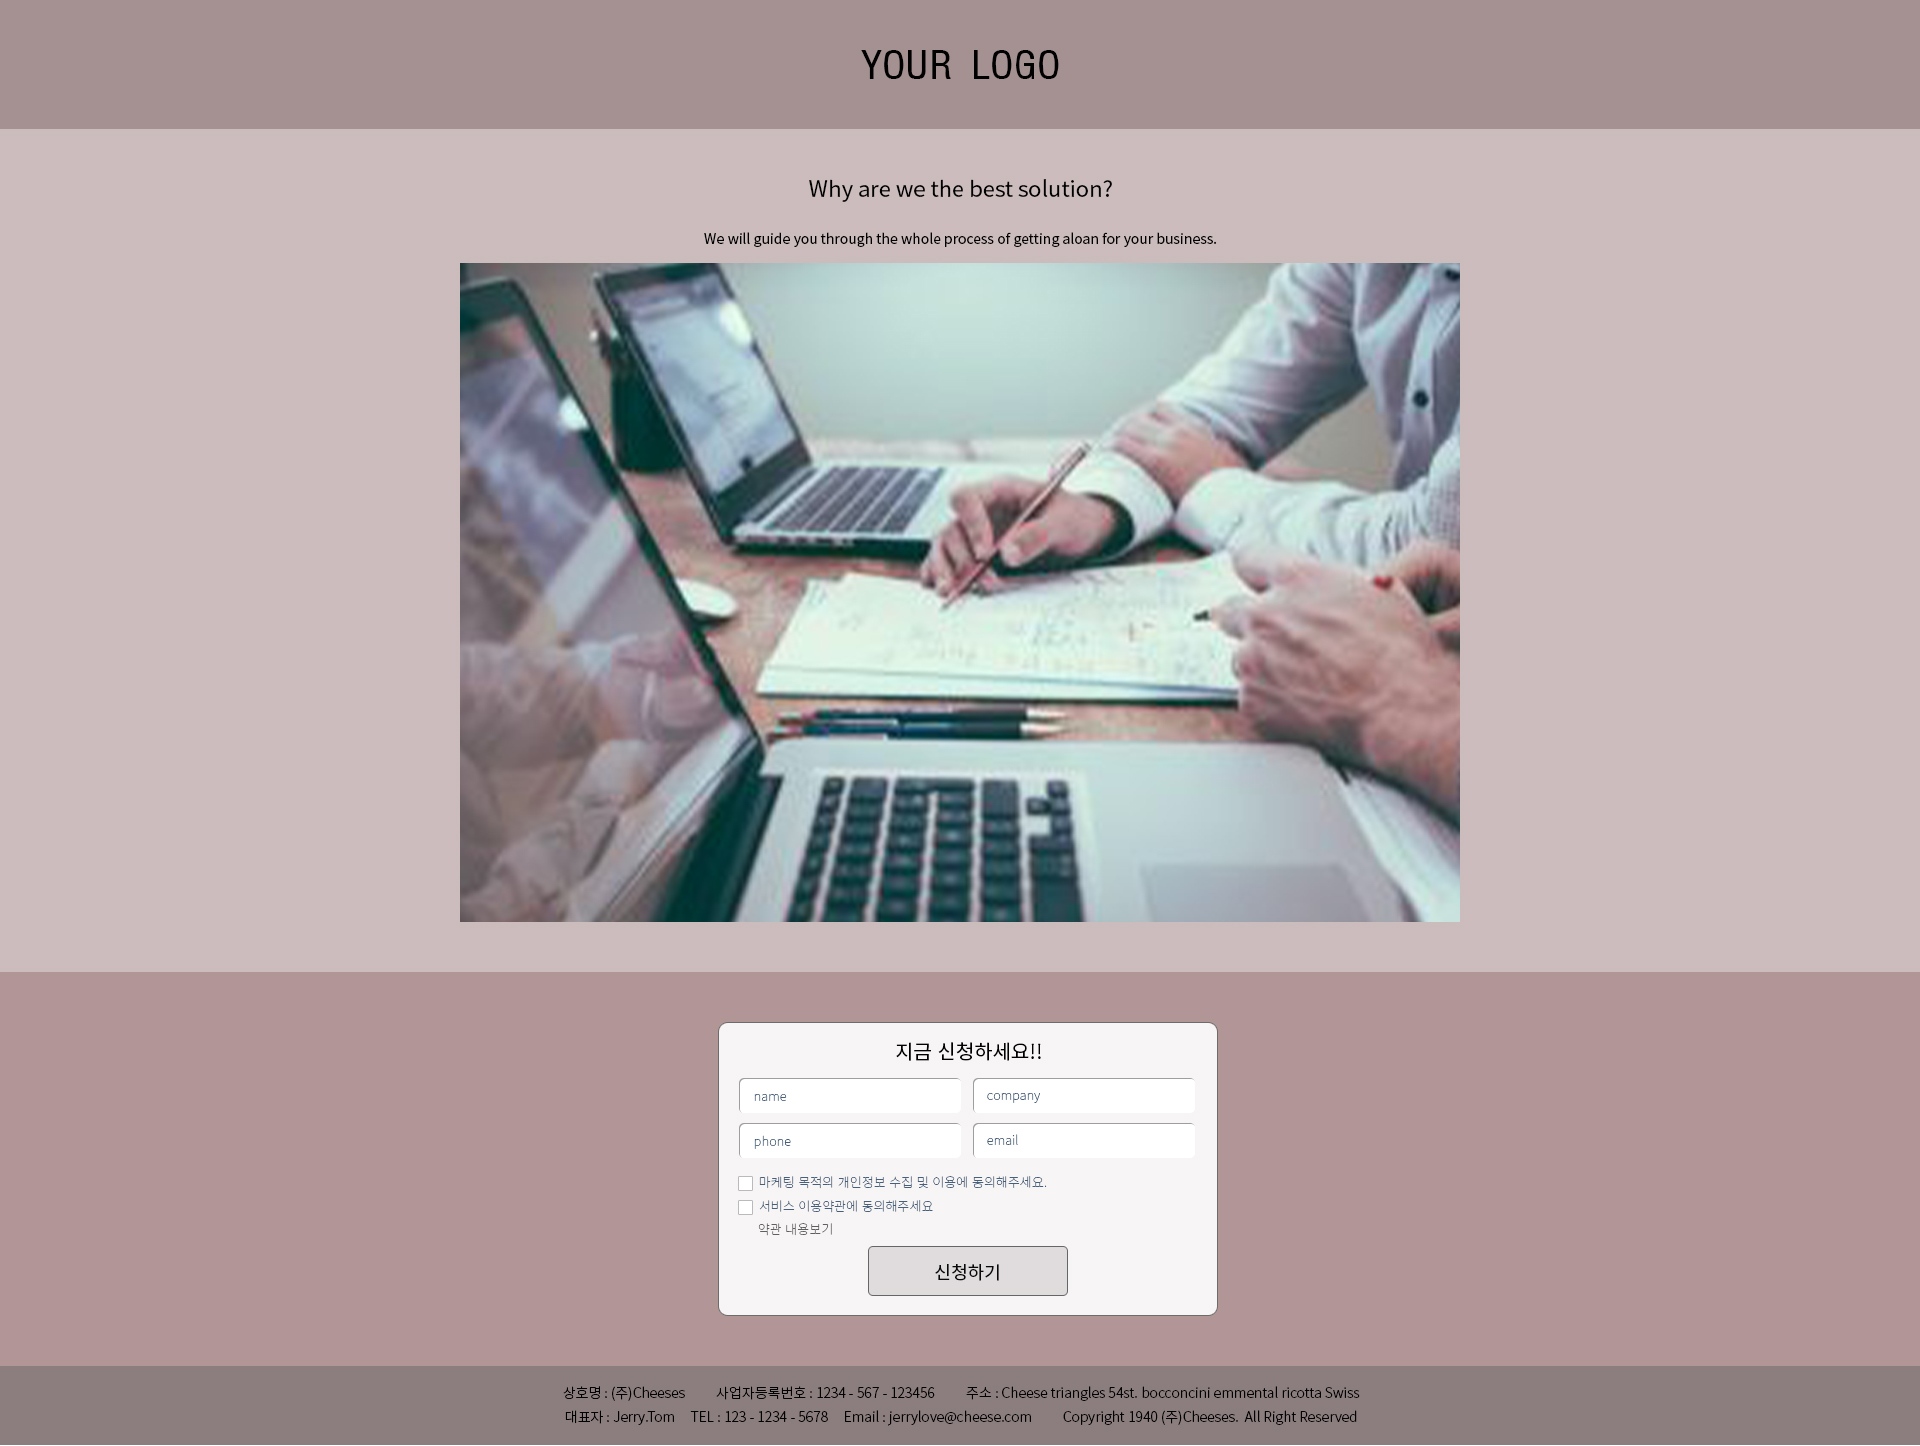 YOUR LOGO
Why are we the best solution?
We will guide you through the whole process of getting aloan for your business.
지금 신청하세요!!
name
company
phone
email
마케팅 목적의 개인정보 수집 및 이용에 동의해주세요.
서비스 이용약관에 동의해주세요
약관 내용보기
신청하기
상호명 : (주)Cheeses 사업자등록번호 : 1234 - 567 - 123456 주소 : Cheese triangles 54st. bocconcini emmental ricotta Swiss
대표자 : Jerry.Tom TEL : 123 - 1234 - 5678 Email : jerrylove@cheese.com Copyright 1940 (주)Cheeses. All Right Reserved